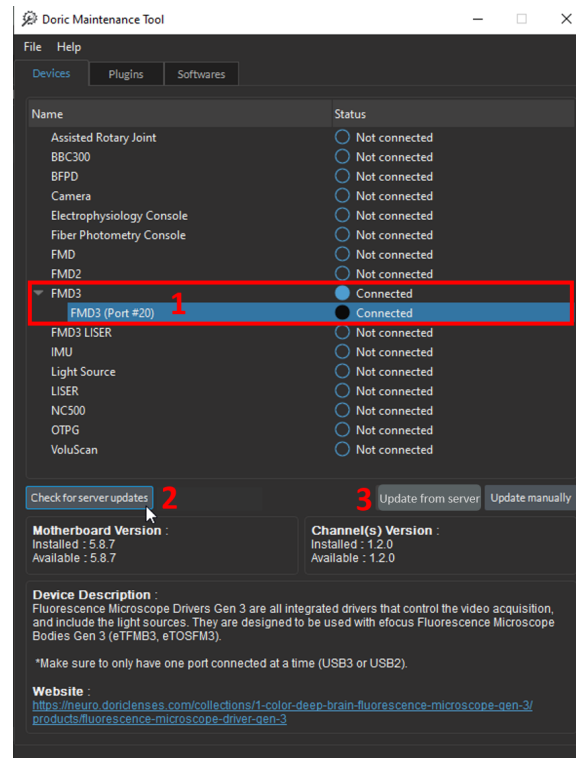 Doric Maintenance Tool
File Help
Devices Plugins Softwares
Name Status
Assisted Rotary Joint Not connected
BBC300 Not connected
BFPD Not connected
Camera Not connected
Electrophysiology Console Not connected
Fiber Photometry Console Not connected
FMD Not connected
FMD2 Not connected
FMD3 Connected
1
FMD3 (Port #20) Connected
FMD3 LISER Not connected
IMU Not connected
Light Source Not connected
LISER Not connected
NC500 Not connected
OTPG Not connected
VoluScan Not connected
Check for server updates 2 3 Update from server Update manually
Motherboard Version :
Installed : 5.8.7
Available : 5.8.7
Channel(s) Version :
Installed : 1.2.0
Available : 1.2.0
Device Description :
Fluorescence Microscope Drivers Gen 3 are all integrated drivers that control the video acquisition,
and include the light sources. They are designed to be used with efocus Fluorescence Microscope
Bodies Gen 3 (eTFMB3, eTOSFM3).
*Make sure to only have one port connected at a time (USB3 or USB2).
Website :
https://neuro.doriclenses.com/collections/1-color-deep-brain-fluorescence-microscope-gen-3/
products/fluorescence-microscope-driver-gen-3